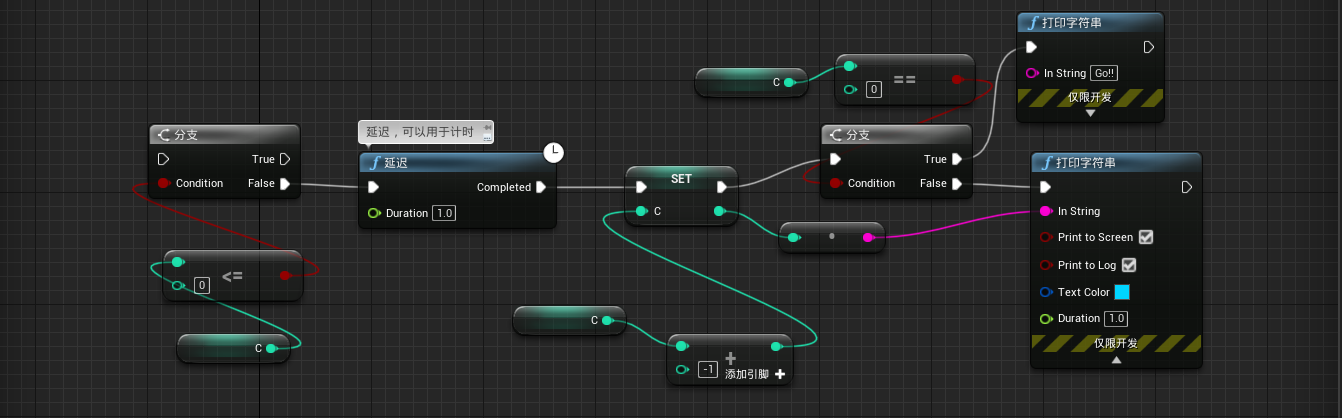 打印字符串
In String Go!!
仅限开发
C
0 ==
分支
True
Condition False
延迟，可以用于计时
延迟
Completed
Duration 1.0
SET
C
分支
True
Condition False
打印字符串
In String
Print to Screen
Print to Log
Text Color
Duration 1.0
仅限开发
0 <=
C
C
-1 + 添加引脚 +